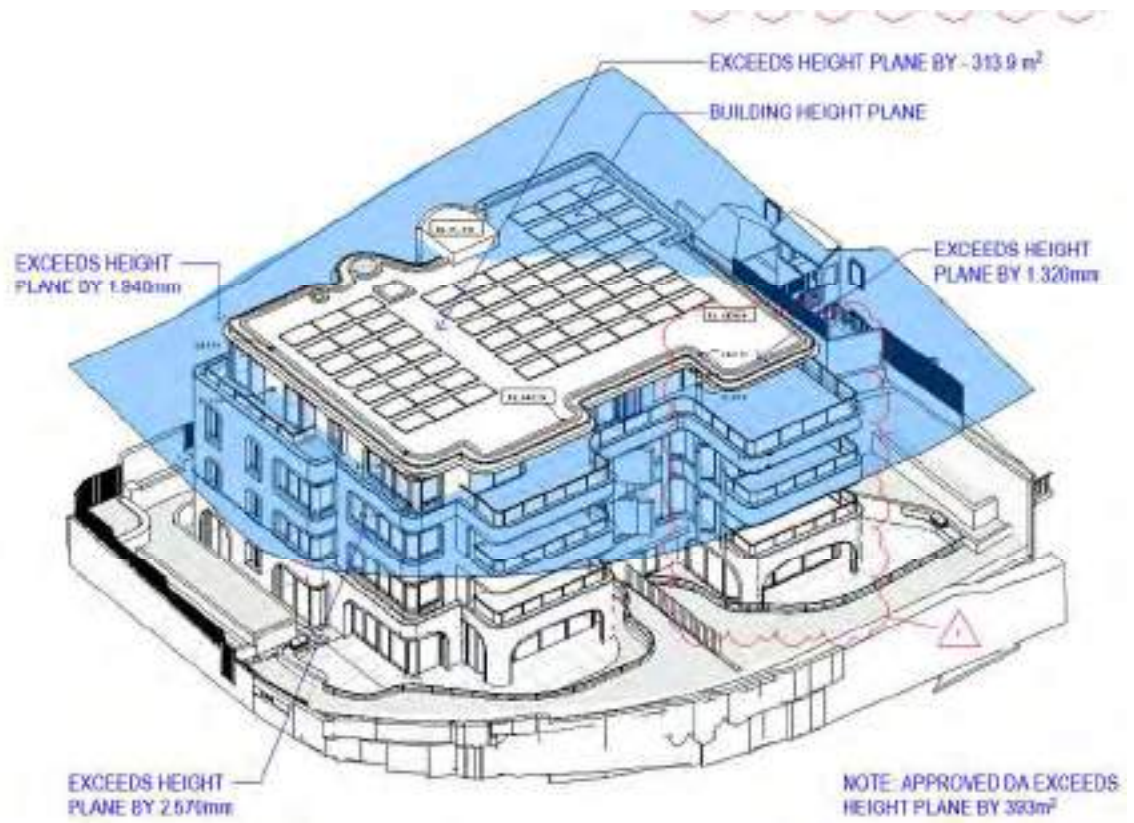 EXCEEDS HEIGHT PLANE BY - 313.9 m²
BUILDING HEIGHT PLANE
EXCEEDS HEIGHT
PLANE BY 1.940mm
EXCEEDS HEIGHT
PLANE BY 1.320mm
EXCEEDS HEIGHT
PLANE BY 2.570mm
NOTE: APPROVED DA EXCEEDS
HEIGHT PLANE BY 393m²